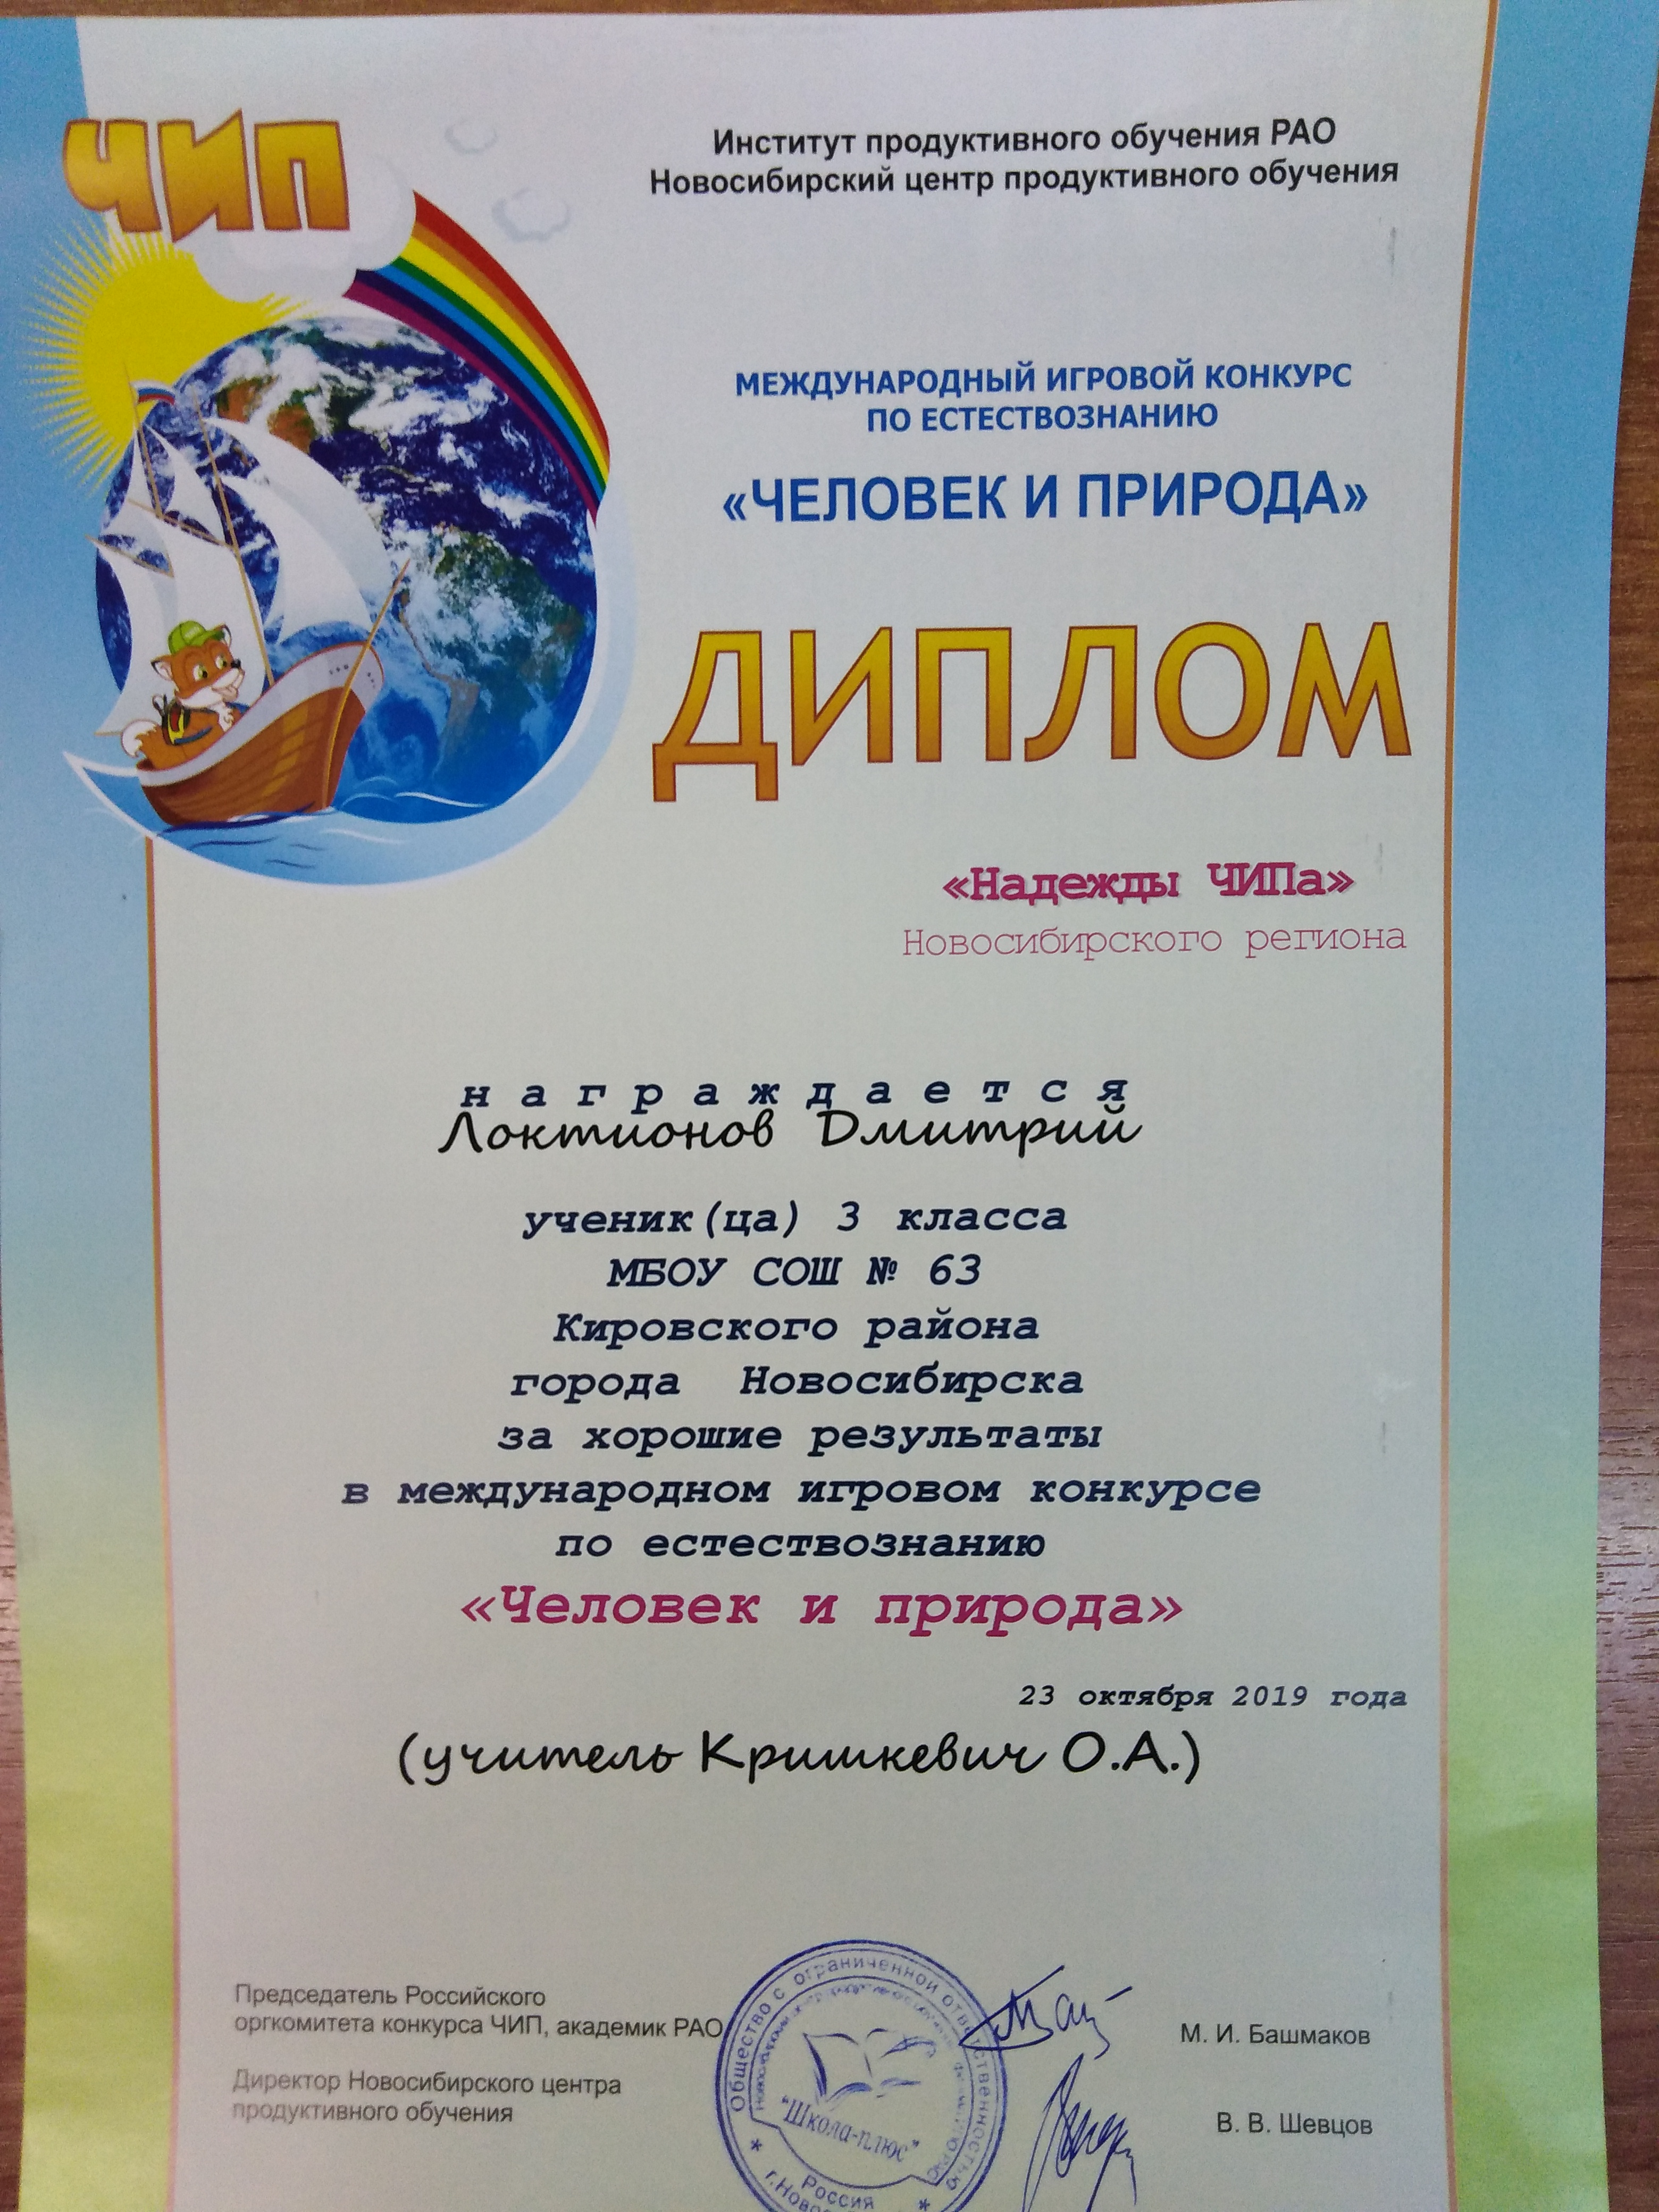 ЧИП
Институт продуктивного обучения РАО
Новосибирский центр продуктивного обучения
МЕЖДУНАРОДНЫЙ ИГРОВОЙ КОНКУРС
ПО ЕСТЕСТВОЗНАНИЮ
«ЧЕЛОВЕК И ПРИРОДА»
ДИПЛОМ
«Надежды ЧИПа»
Новосибирского региона
награждается
Локтионов Дмитрий
ученик(ца) 3 класса
МБОУ СОШ № 63
Кировского района
города Новосибирска
за хорошие результаты
в международном игровом конкурсе
по естествознанию
«Человек и природа»
23 октября 2019 года
(учитель Кришкевич О.А.)
Председатель Российского
оргкомитета конкурса ЧИП, академик РАО
М. И. Башмаков
Директор Новосибирского центра
продуктивного обучения
В. В. Шевцов
Общество с ограниченной ответственностью
"Школа-плюс"
Россия